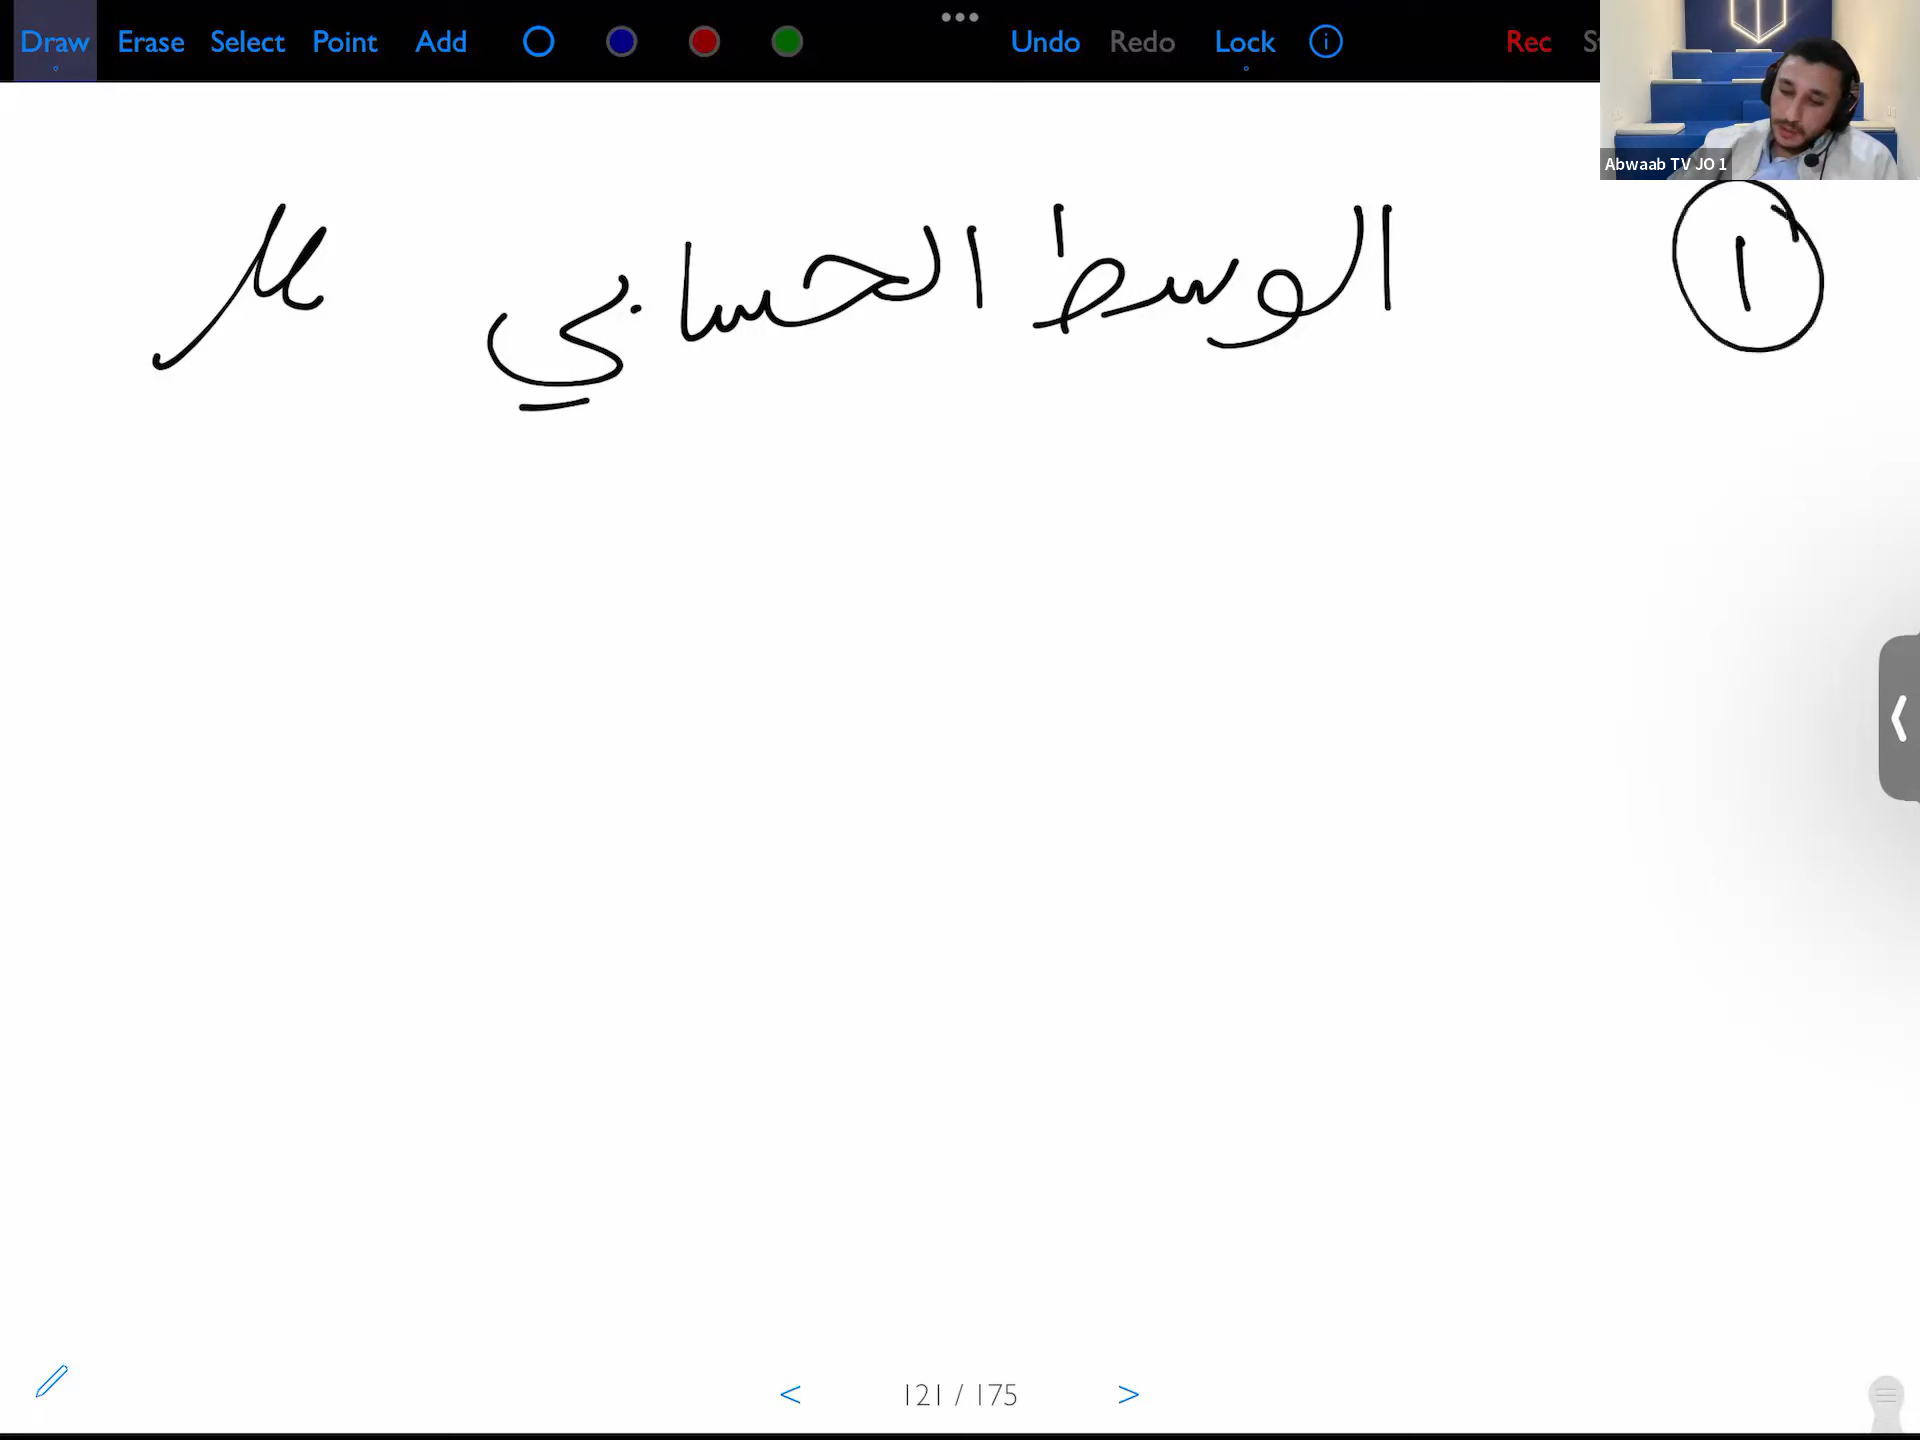 Draw Erase Select Point Add Undo Redo Lock Rec
Abwaab TV JO 1
١ الوسط الحسابي μ
< 121 / 175 >